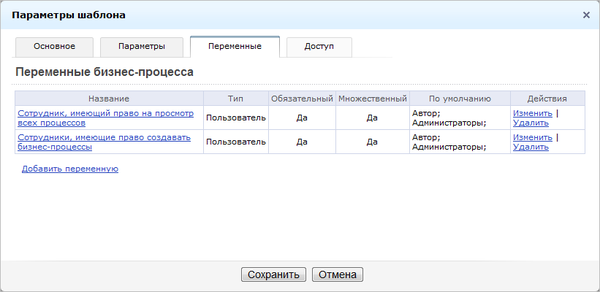 Параметры шаблона
Основное Параметры Переменные Доступ
Переменные бизнес-процесса
Название Тип Обязательный Множественный По умолчанию Действия
Сотрудник, имеющий право на просмотр всех процессов Пользователь Да Да Автор; Администраторы; Изменить | Удалить
Сотрудники, имеющие право создавать бизнес-процессы Пользователь Да Да Автор; Администраторы; Изменить | Удалить
Добавить переменную
Сохранить Отмена